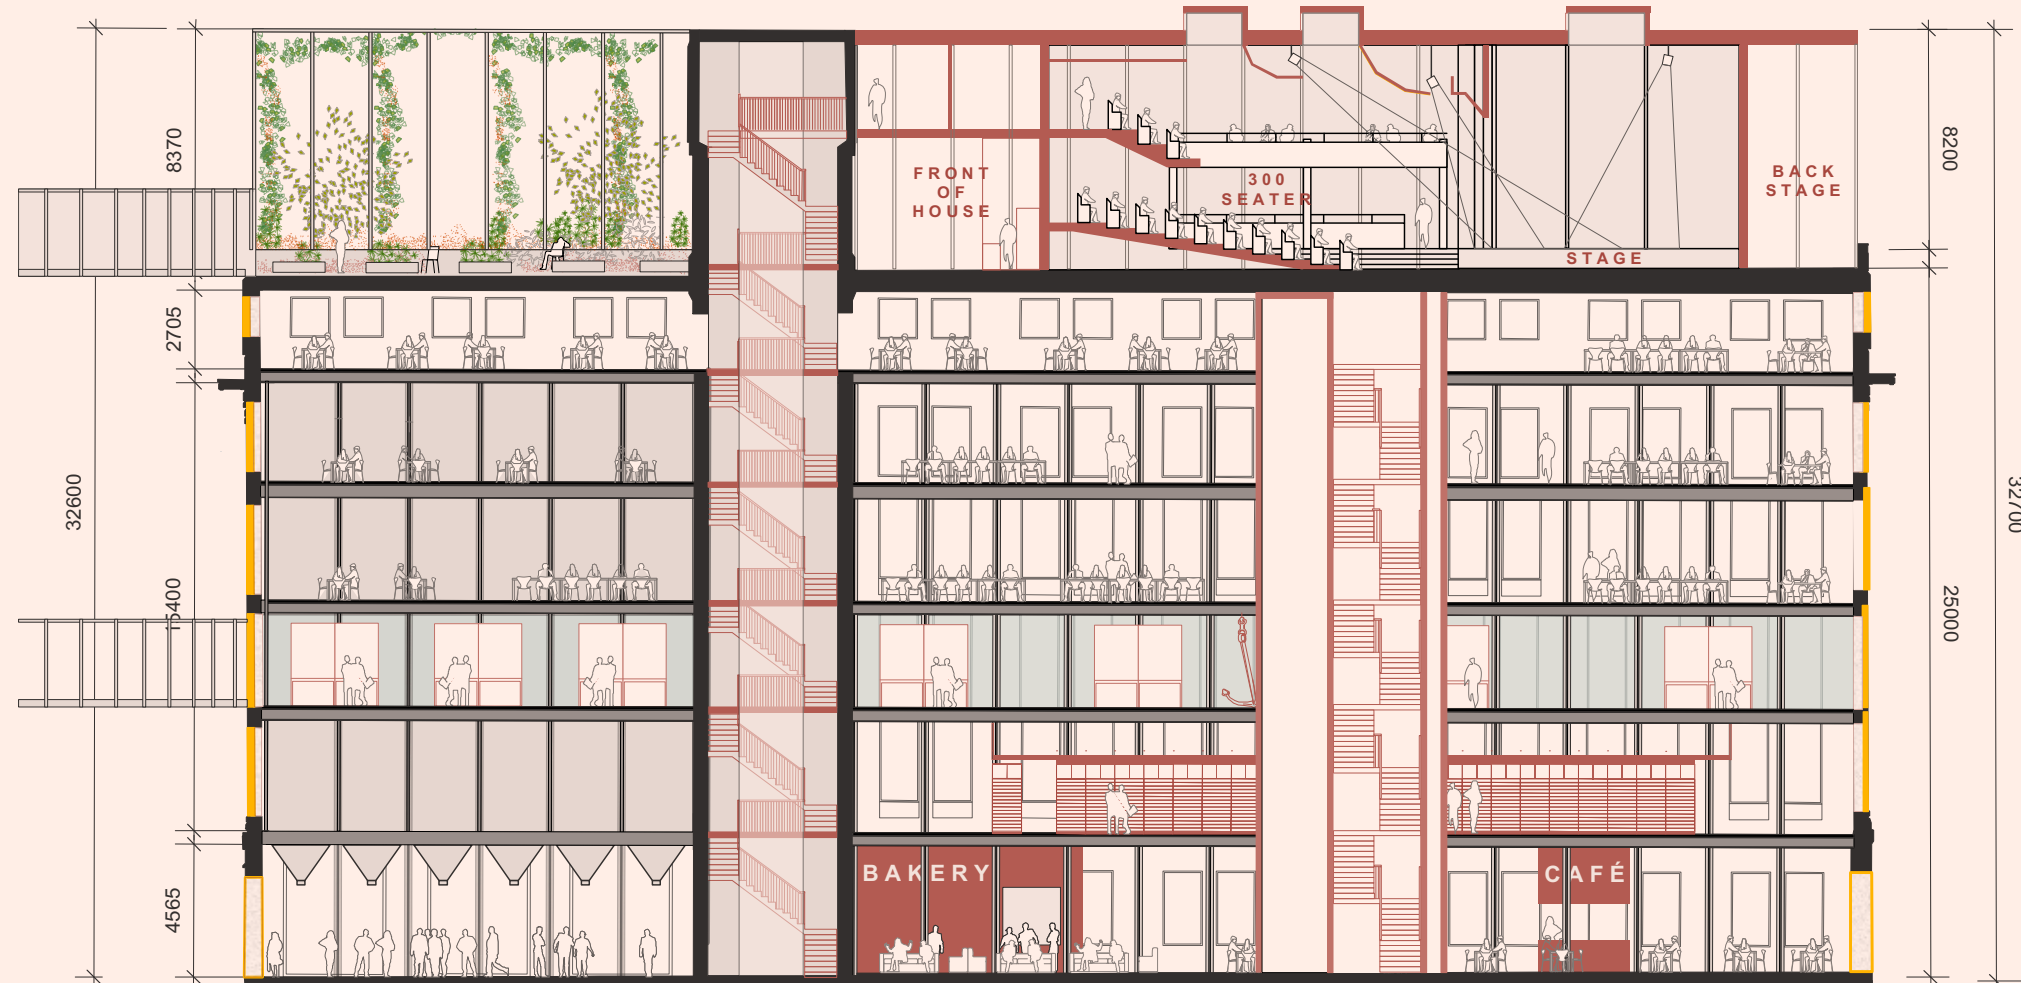 8370
2705
32600
15400
4565
FRONT
OF
HOUSE
300
SEATER
STAGE
BACK
STAGE
BAKERY
CAFÉ
8200
25000
32700